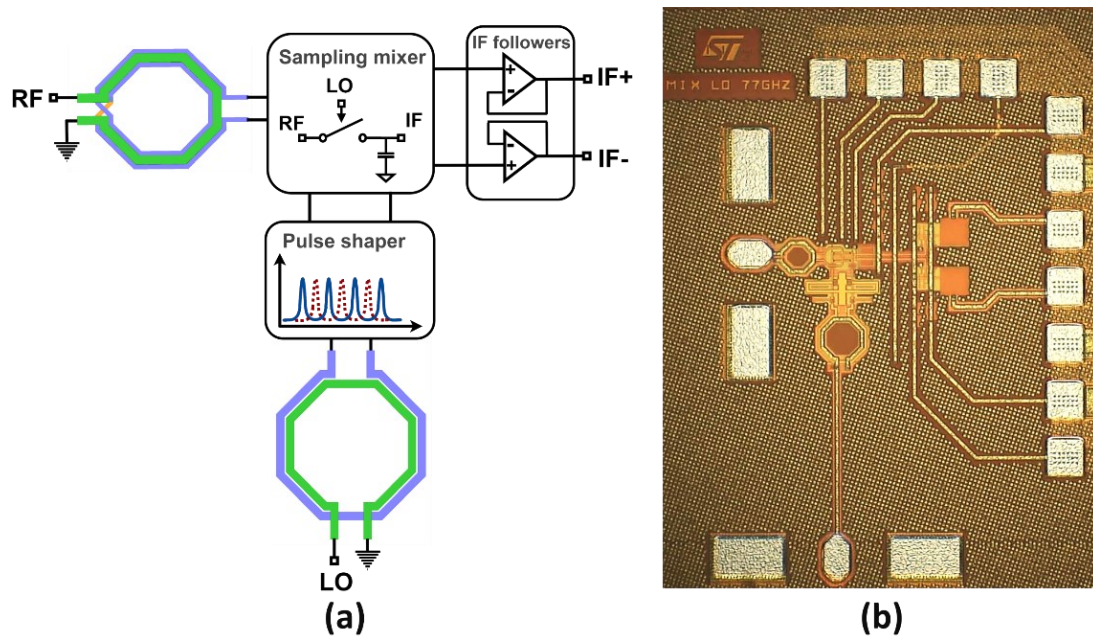 RF
Sampling mixer
LO
RF
IF
IF followers
+
-
IF+
-
+
IF-
Pulse shaper
LO
(a)
ST
MIX LO 77GHZ
(b)